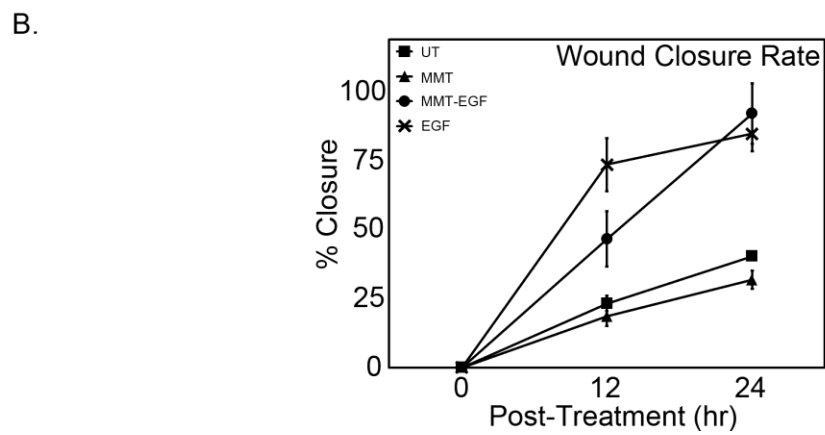 B.
Wound Closure Rate
UT
MMT
MMT-EGF
EGF
% Closure
100
75
50
25
0
0 12 24
Post-Treatment (hr)